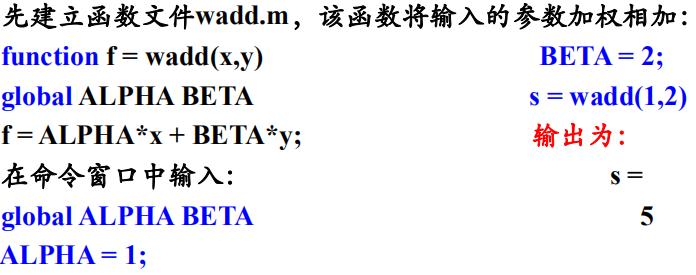 先建立函数文件wadd.m，该函数将输入的参数加权相加：
function f = wadd(x,y)
global ALPHA BETA
f = ALPHA*x + BETA*y;
在命令窗口中输入：
global ALPHA BETA
ALPHA = 1;
BETA = 2;
s = wadd(1,2)
输出为：
s =
5